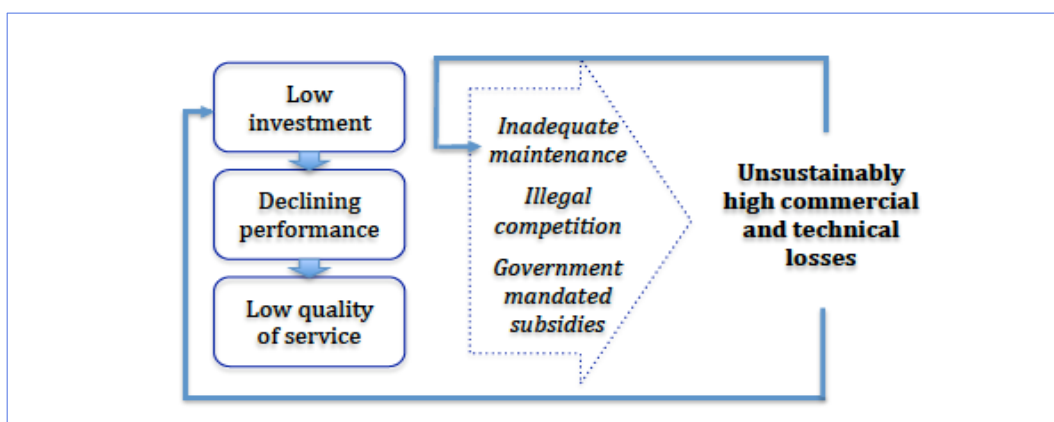 Low
investment
Declining
performance
Low quality
of service
Inadequate
maintenance
Illegal
competition
Government
mandated
subsidies
Unsustainably
high commercial
and technical
losses